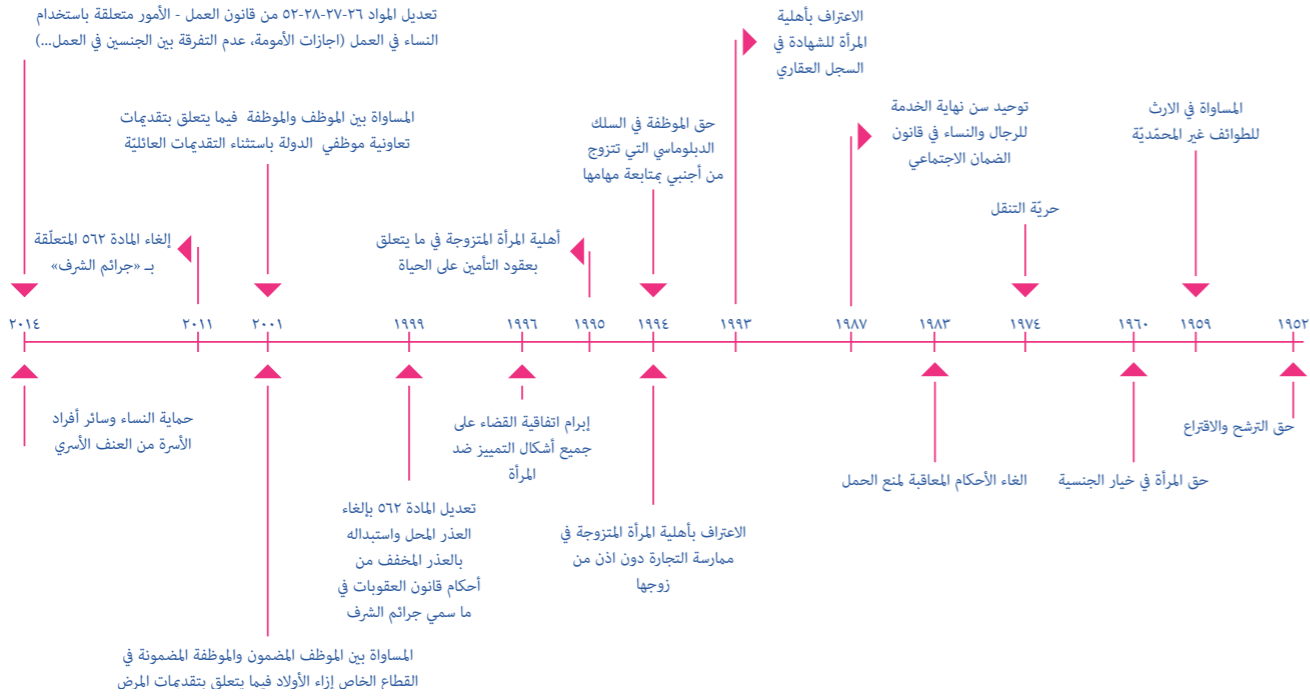 تعديل المواد ٢٦-٢٧-٢٨-٥٢ من قانون العمل - الأمور متعلقة باستخدام
النساء في العمل (اجازات الأمومة، عدم التفرقة بين الجنسين في العمل...)
الاعتراف بأهلية
المرأة للشهادة في
السجل العقاري
المساواة في الارث
للطوائف غير المحمّديّة
توحيد سن نهاية الخدمة
للرجال والنساء في قانون
الضمان الاجتماعي
حق الموظفة في السلك
الدبلوماسي التي تتزوج
من أجنبي بمتابعة مهامها
المساواة بين الموظف والموظفة فيما يتعلق بتقديمات
تعاونية موظفي الدولة باستثناء التقديمات العائليّة
حريّة التنقل
أهلية المرأة المتزوجة في ما يتعلق
بعقود التأمين على الحياة
إلغاء المادة ٥٦٢ المتعلّقة
بـ «جرائم الشرف»
١٩٥٢
١٩٥٩
١٩٦٠
١٩٧٤
١٩٨٣
١٩٨٧
١٩٩٣
١٩٩٤
١٩٩٥
١٩٩٦
١٩٩٩
٢٠٠١
٢٠١١
٢٠١٤
حق الترشح والاقتراع
حق المرأة في خيار الجنسية
الغاء الأحكام المعاقبة لمنع الحمل
الاعتراف بأهلية المرأة المتزوجة في
ممارسة التجارة دون اذن من
زوجها
إبرام اتفاقية القضاء على
جميع أشكال التمييز ضد
المرأة
تعديل المادة ٥٦٢ بإلغاء
العذر المحل واستبداله
بالعذر المخفف من
أحكام قانون العقوبات في
ما سمي جرائم الشرف
حماية النساء وسائر أفراد
الأسرة من العنف الأسري
المساواة بين الموظف المضمون والموظفة المضمونة في
القطاع الخاص إزاء الأولاد فيما يتعلق بتقديمات المرض